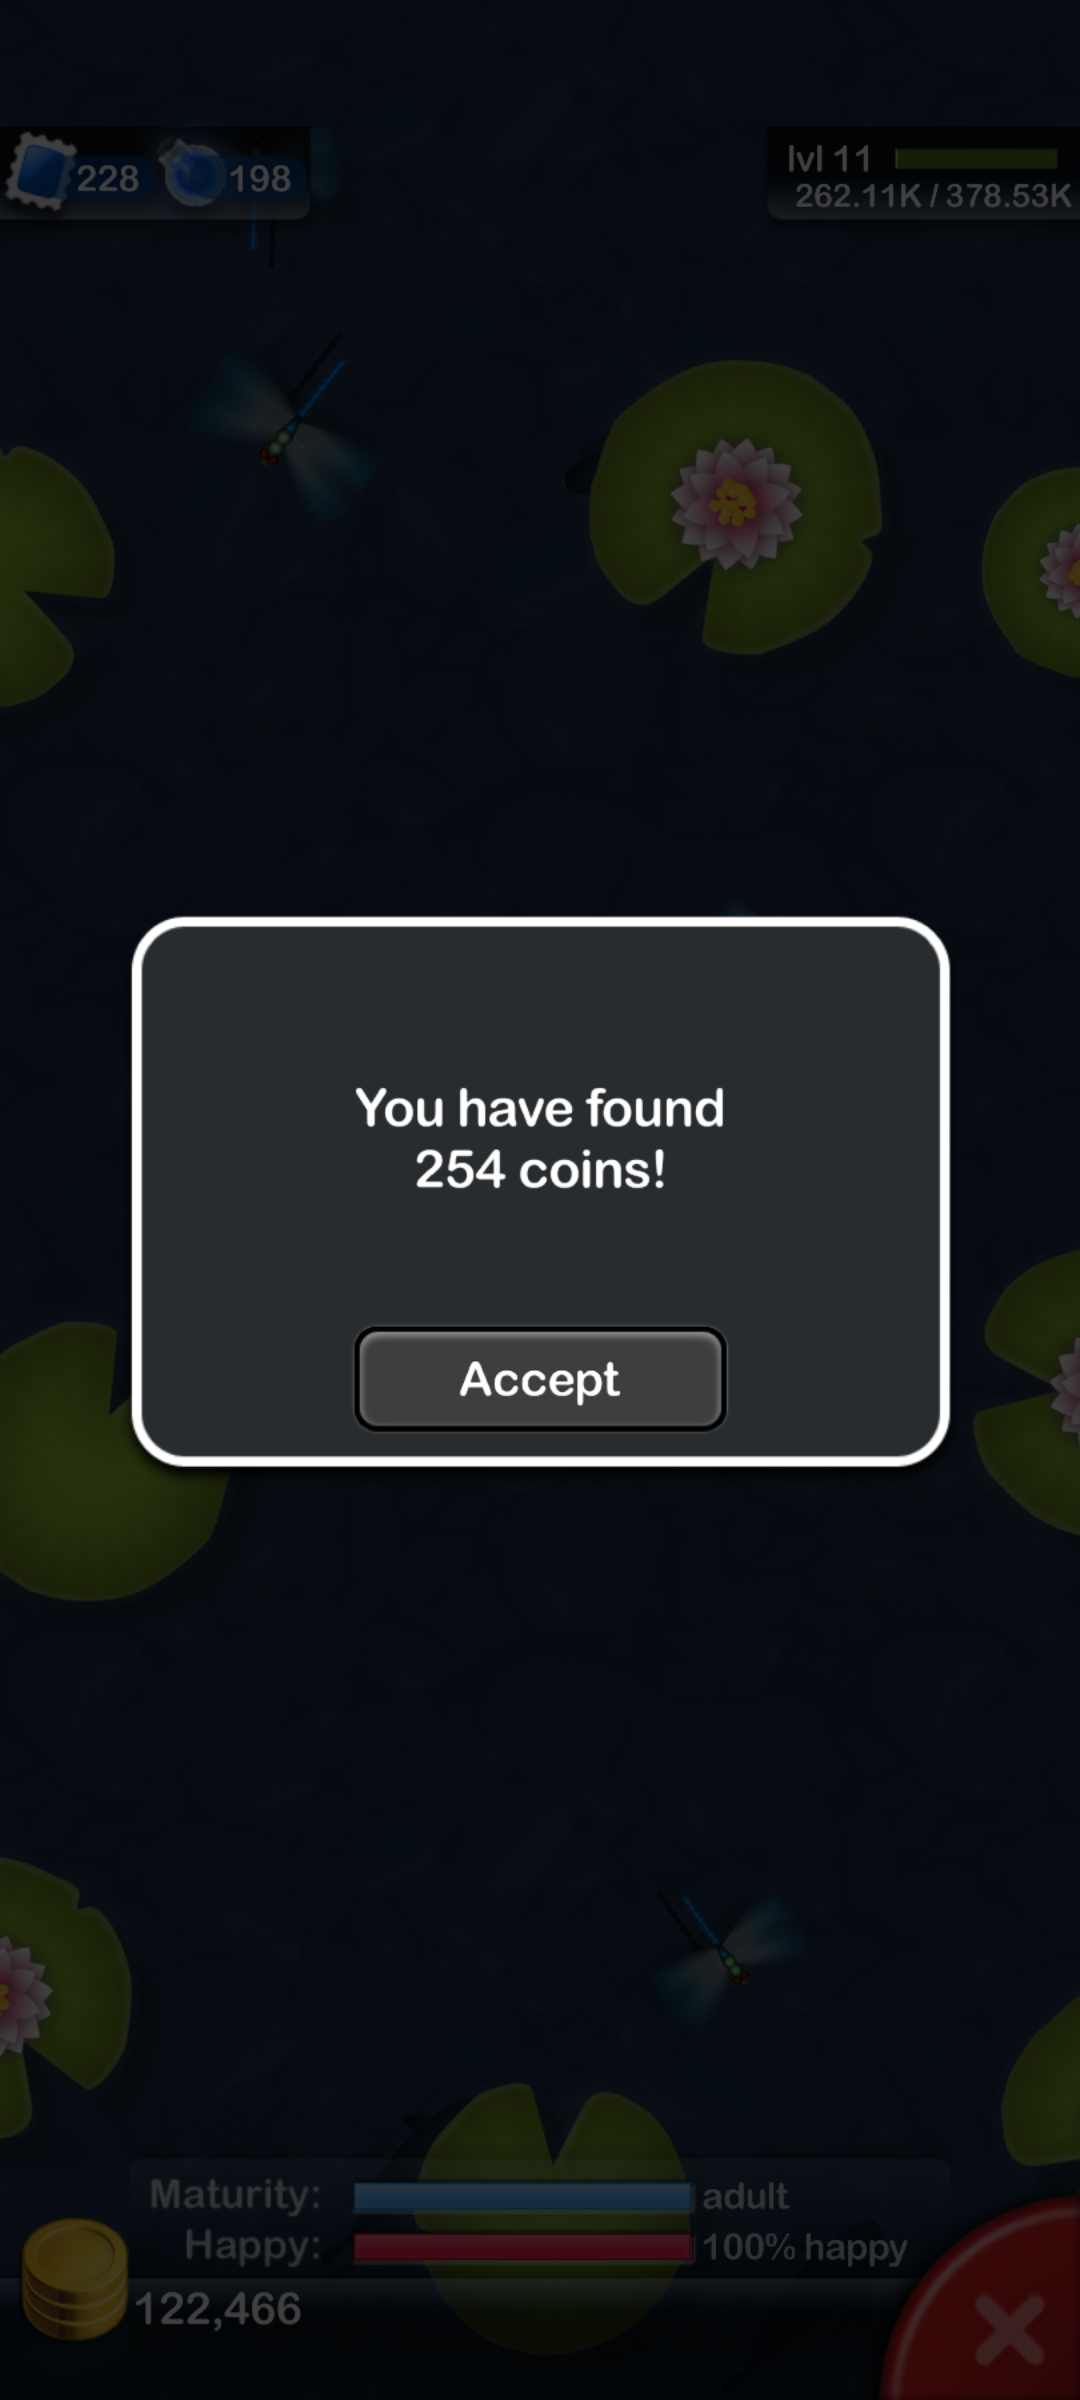 228 198
lvl 11
262.11K / 378.53K
You have found
254 coins!
Accept
Maturity: adult
Happy: 100% happy
122,466